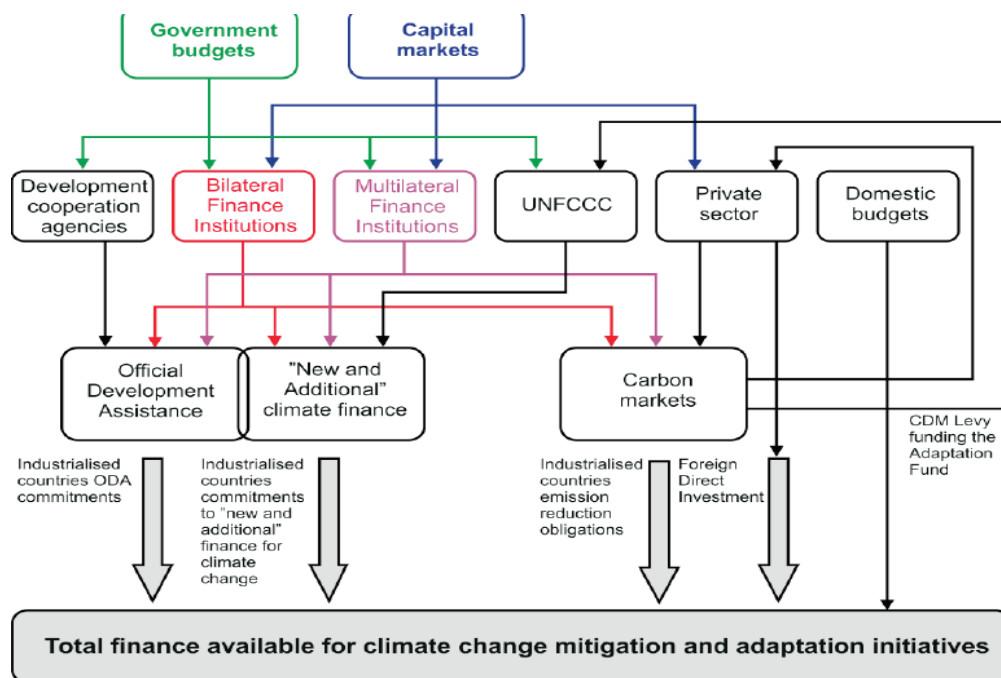 Government
budgets
Capital
markets
Development
cooperation
agencies
Bilateral
Finance
Institutions
Multilateral
Finance
Institutions
UNFCCC
Private
sector
Domestic
budgets
Official
Development
Assistance
"New and
Additional"
climate finance
Carbon
markets
CDM Levy
funding the
Adaptation
Fund
Industrialised
countries ODA
commitments
Industrialised
countries
commitments
to "new and
additional"
finance for
climate
change
Industrialised
countries
emission
reduction
obligations
Foreign
Direct
Investment
Total finance available for climate change mitigation and adaptation initiatives